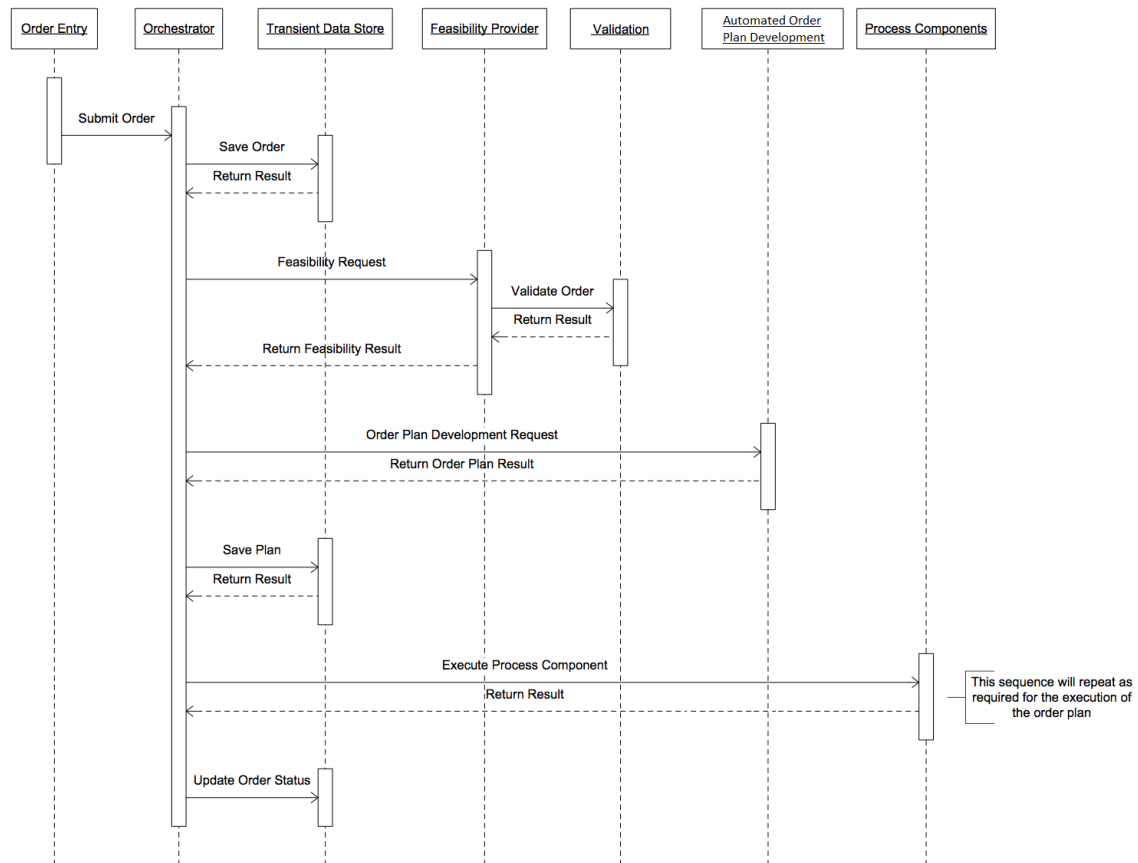 Order Entry
Orchestrator
Transient Data Store
Feasibility Provider
Validation
Automated Order
Plan Development
Process Components
Submit Order
Save Order
Return Result
Feasibility Request
Validate Order
Return Result
Return Feasibility Result
Order Plan Development Request
Return Order Plan Result
Save Plan
Return Result
Execute Process Component
Return Result
This sequence will repeat as
required for the execution of
the order plan
Update Order Status